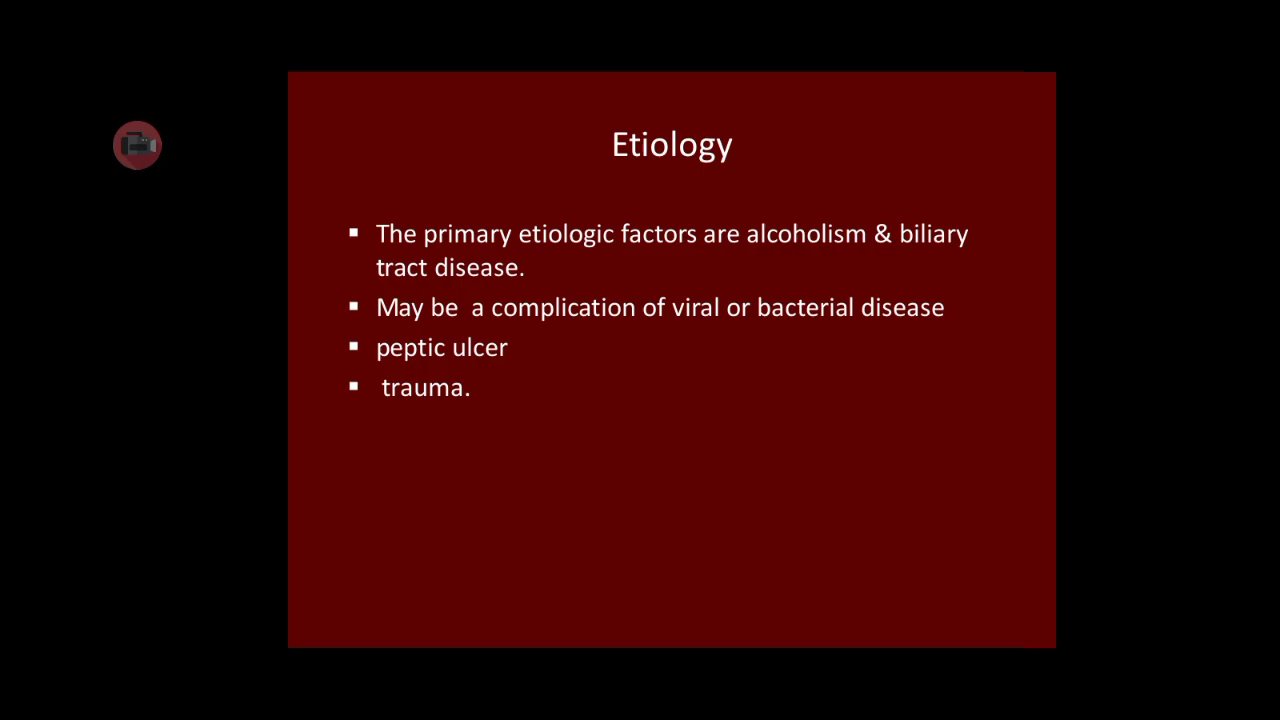 Etiology
▪ The primary etiologic factors are alcoholism & biliary
tract disease.
▪ May be  a complication of viral or bacterial disease
▪ peptic ulcer
▪ trauma.